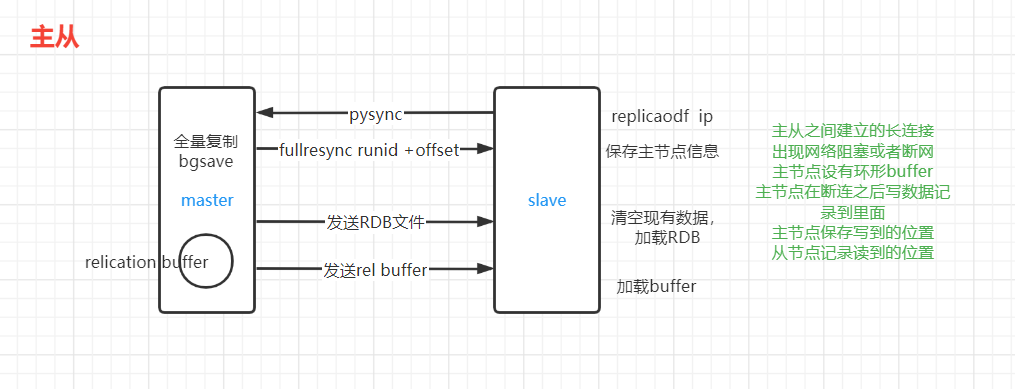 主从
pysync
replicaodf ip
全量复制
bgsave
fullresync runid +offset
保存主节点信息
master
slave
发送RDB文件
清空现有数据，
加载RDB
relication buffer
发送rel buffer
加载buffer
主从之间建立的长连接
出现网络阻塞或者断网
主节点设有环形buffer
主节点在断连之后写数据记
录到里面
主节点保存写到的位置
从节点记录读到的位置